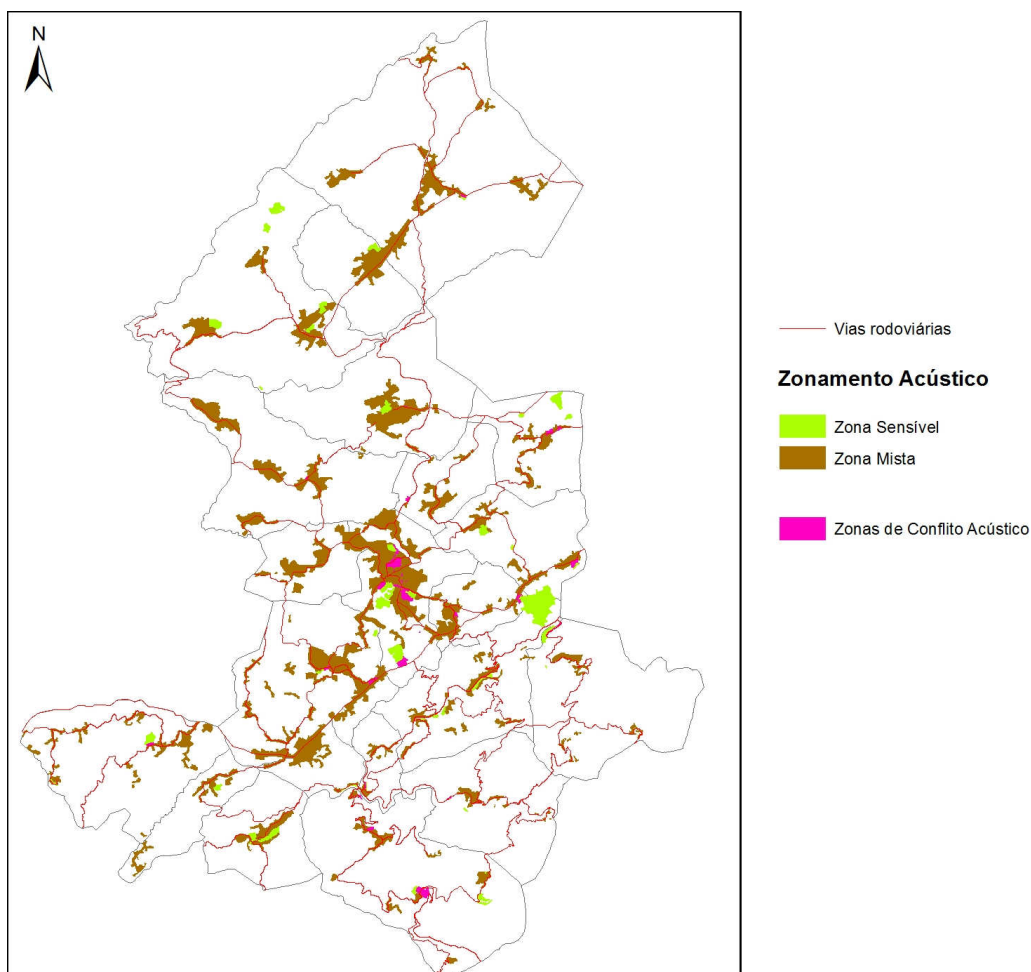 N
Vias rodoviárias
Zonamento Acústico
Zona Sensível
Zona Mista
Zonas de Conflito Acústico